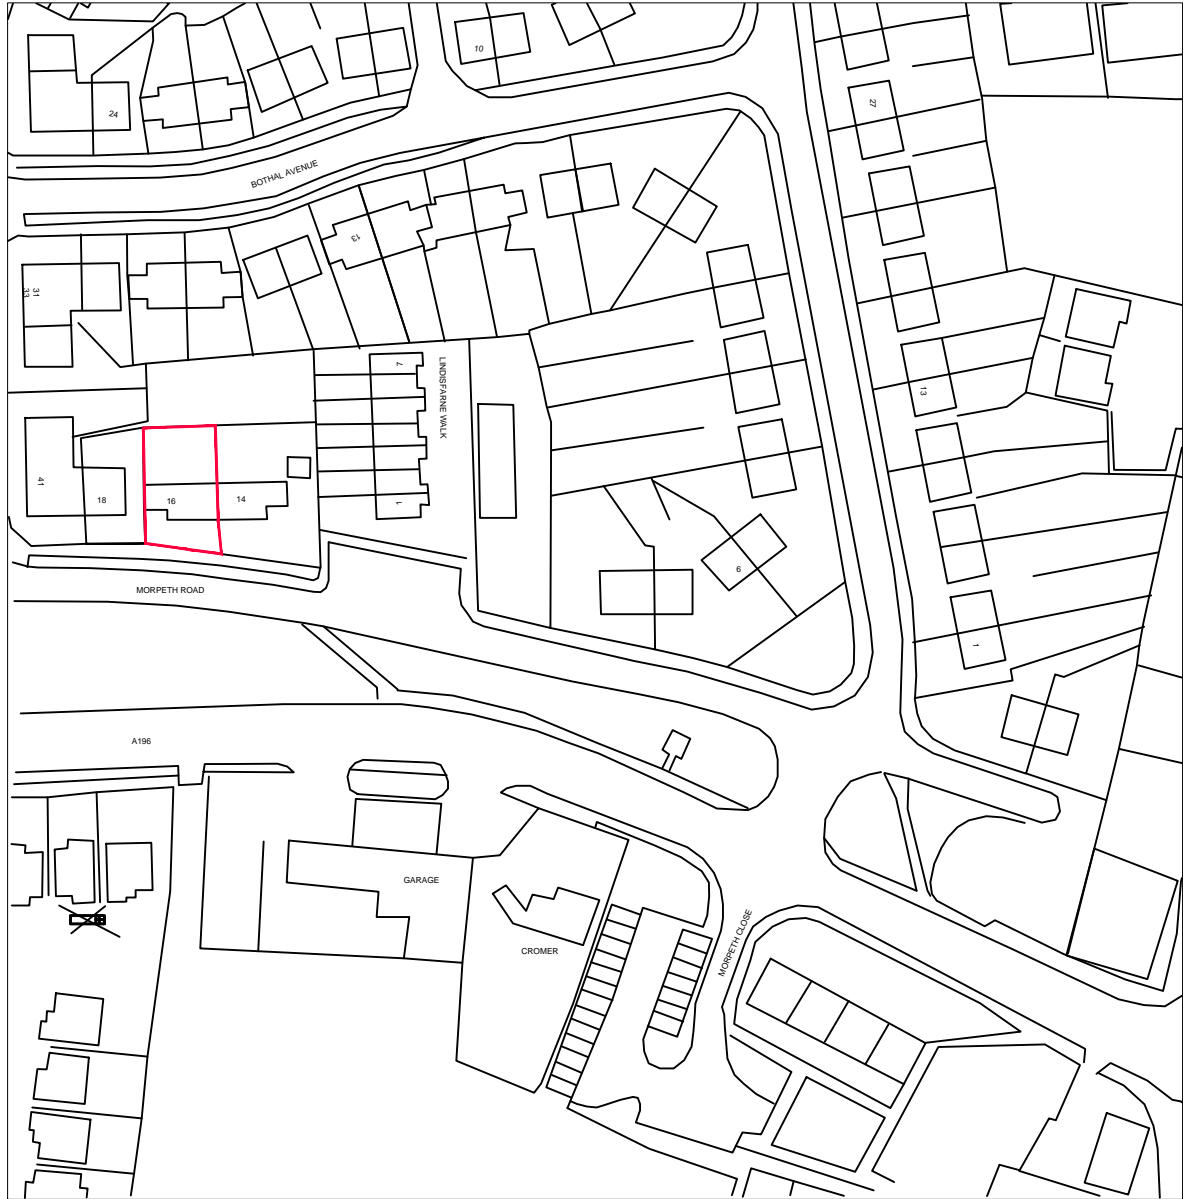 10
24
27
BOTHAL AVENUE
13
31
33
7
LINDISFARNE WALK
13
41
18
16
14
1
6
MORPETH ROAD
1
A196
GARAGE
CROMER
MORPETH CLOSE